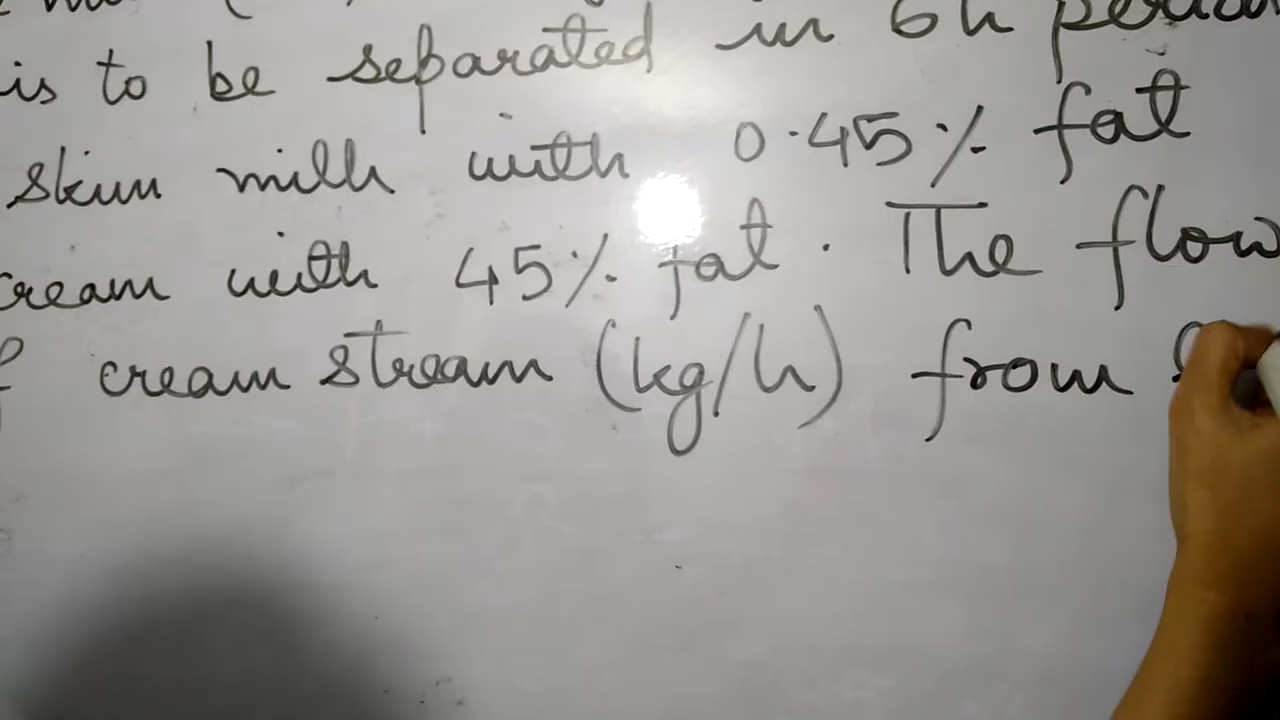 is to be separated in 6h period
skim milk with 0.45% fat
cream with 45% fat. The flow
cream stream (kg/h) from